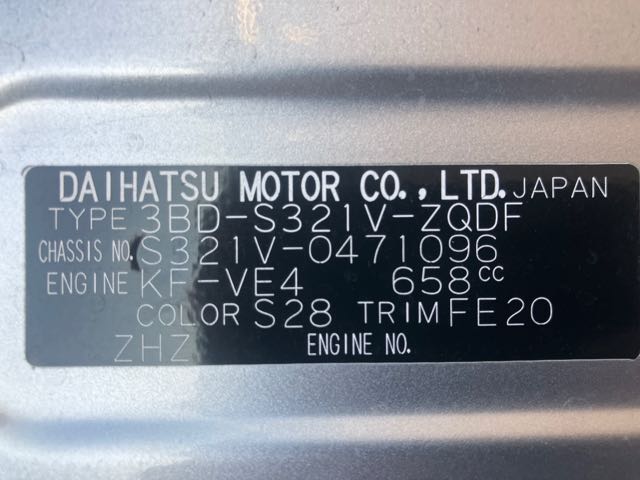 DAIHATSU MOTOR CO.,LTD. JAPAN
TYPE 3BD-S321V-ZQDF
CHASSIS NO. S321V-0471096
ENGINE KF-VE4 658cc
COLOR S28 TRIM FE20
ZHZ ENGINE NO.